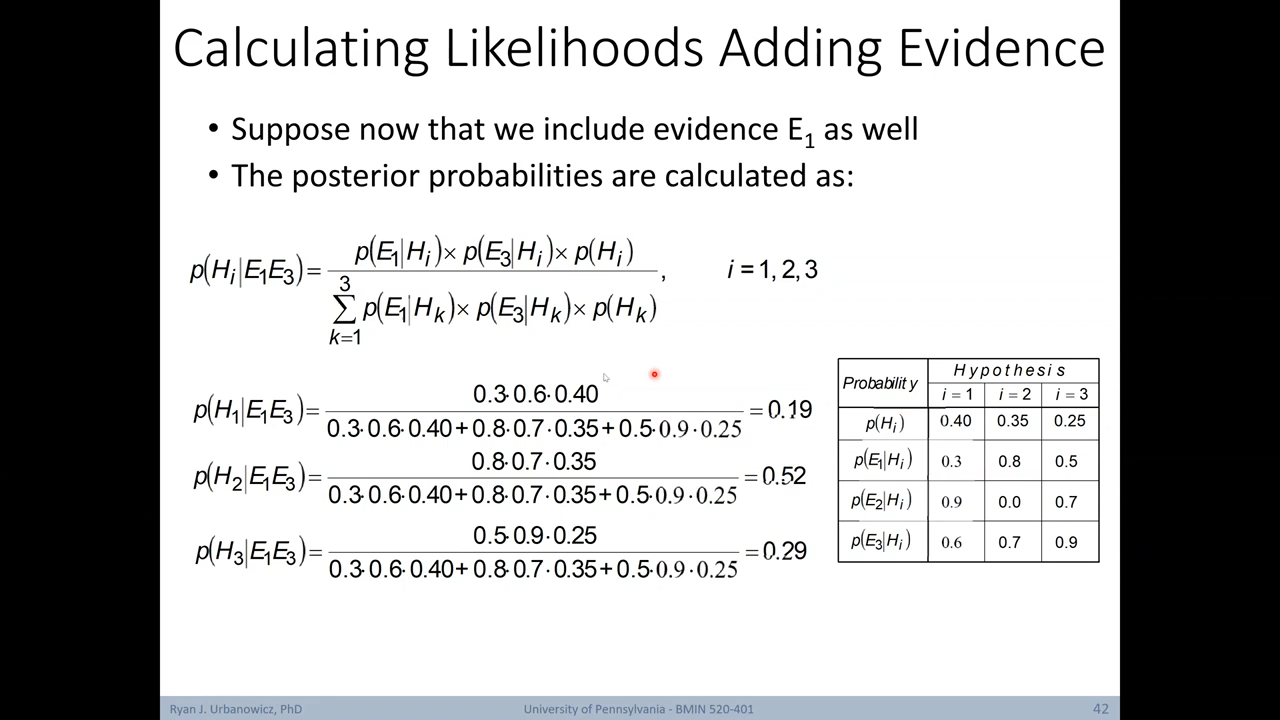 Calculating Likelihoods Adding Evidence
• Suppose now that we include evidence E₁ as well
• The posterior probabilities are calculated as:
p(Hᵢ|E₁E₃) = p(E₁|Hᵢ) × p(E₃|Hᵢ) × p(Hᵢ) / ∑ₖ₌₁³ p(E₁|Hₖ) × p(E₃|Hₖ) × p(Hₖ), i = 1, 2, 3
p(H₁|E₁E₃) = 0.3 · 0.6 · 0.40 / 0.3 · 0.6 · 0.40 + 0.8 · 0.7 · 0.35 + 0.5 · 0.9 · 0.25 = 0.19
p(H₂|E₁E₃) = 0.8 · 0.7 · 0.35 / 0.3 · 0.6 · 0.40 + 0.8 · 0.7 · 0.35 + 0.5 · 0.9 · 0.25 = 0.52
p(H₃|E₁E₃) = 0.5 · 0.9 · 0.25 / 0.3 · 0.6 · 0.40 + 0.8 · 0.7 · 0.35 + 0.5 · 0.9 · 0.25 = 0.29
Probability Hypothesis
i = 1 i = 2 i = 3
p(Hᵢ) 0.40 0.35 0.25
p(E₁|Hᵢ) 0.3 0.8 0.5
p(E₂|Hᵢ) 0.9 0.0 0.7
p(E₃|Hᵢ) 0.6 0.7 0.9
Ryan J. Urbanowicz, PhD University of Pennsylvania - BMIN 520-401 42